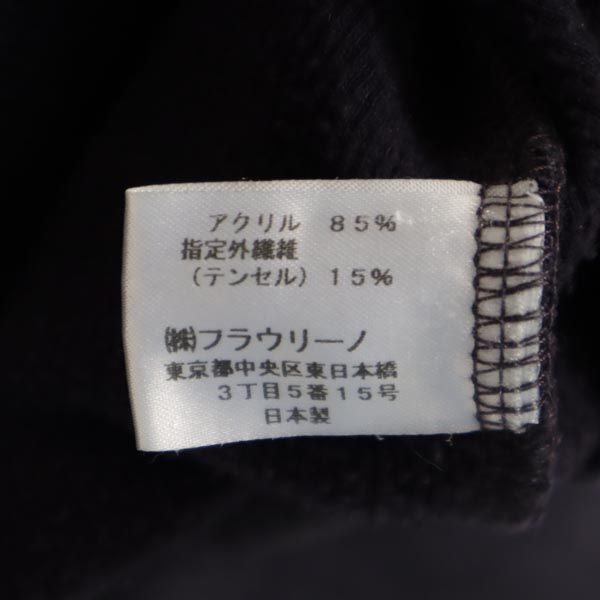 アクリル 85%
指定外繊維
(テンセル) 15%
㈱フラウリーノ
東京都中央区東日本橋
3丁目5番15号
日本製